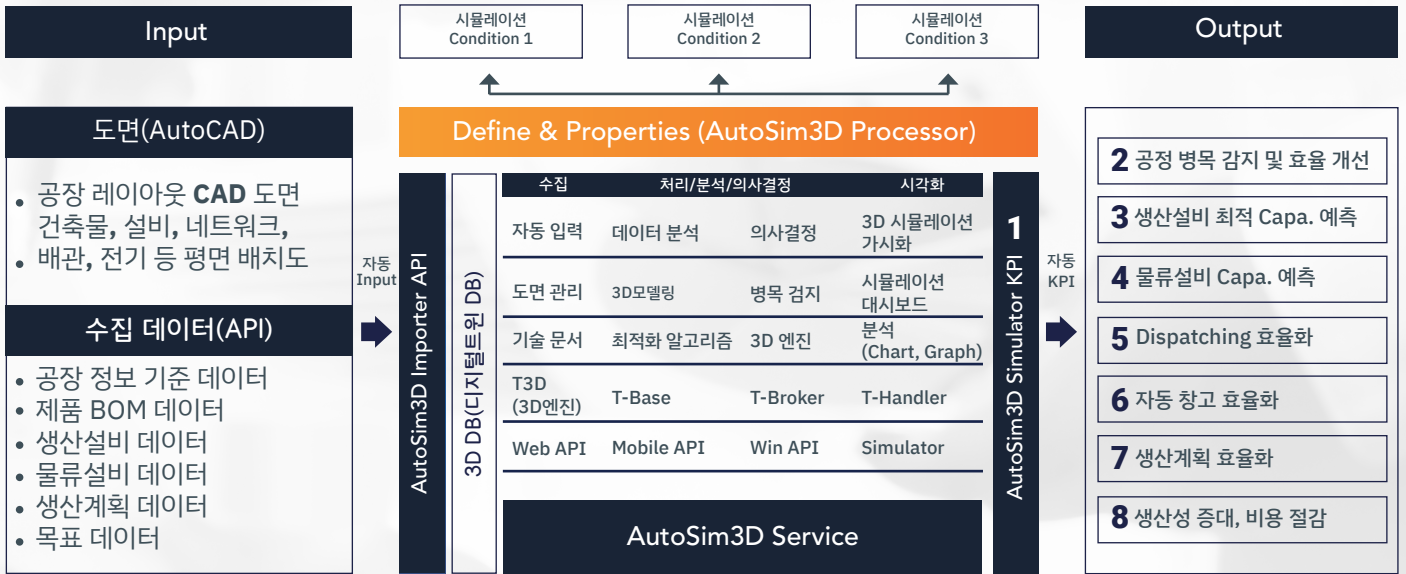 Input
도면(AutoCAD)
• 공장 레이아웃 CAD 도면
건축물, 설비, 네트워크,
• 배관, 전기 등 평면 배치도
수집 데이터(API)
• 공장 정보 기준 데이터
• 제품 BOM 데이터
• 생산설비 데이터
• 물류설비 데이터
• 생산계획 데이터
• 목표 데이터
자동
Input
시뮬레이션
Condition 1
시뮬레이션
Condition 2
시뮬레이션
Condition 3
Define & Properties (AutoSim3D Processor)
AutoSim3D Importer API
3D DB(디지털트윈 DB)
수집 처리/분석/의사결정 시각화
자동 입력 데이터 분석 의사결정 3D 시뮬레이션
가시화
도면 관리 3D모델링 병목 검지 시뮬레이션
대시보드
기술 문서 최적화 알고리즘 3D 엔진 분석
(Chart, Graph)
T3D
(3D엔진) T-Base T-Broker T-Handler
Web API Mobile API Win API Simulator
AutoSim3D Service
1
AutoSim3D Simulator KPI
자동
KPI
Output
2 공정 병목 감지 및 효율 개선
3 생산설비 최적 Capa. 예측
4 물류설비 Capa. 예측
5 Dispatching 효율화
6 자동 창고 효율화
7 생산계획 효율화
8 생산성 증대, 비용 절감